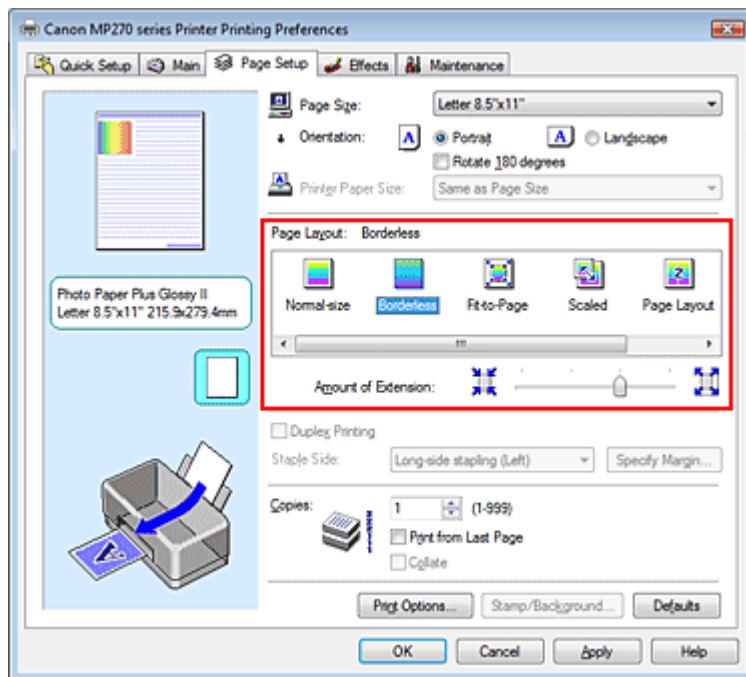 Canon MP270 series Printer Printing Preferences
Quick Setup Main Page Setup Effects Maintenance
Page Size: Letter 8.5"x11"
Orientation: A Portrait A Landscape
Rotate 180 degrees
Printer Paper Size: Same as Page Size
Page Layout: Borderless
Normal-size Borderless Fit-to-Page Scaled Page Layout
Amount of Extension:
Photo Paper Plus Glossy II
Letter 8.5"x11" 215.9x279.4mm
Duplex Printing
Staple Side: Long-side stapling (Left) Specify Margin...
Copies: 1 (1-999)
Print from Last Page
Collate
A
Print Options... Stamp/Background... Defaults
OK Cancel Apply Help